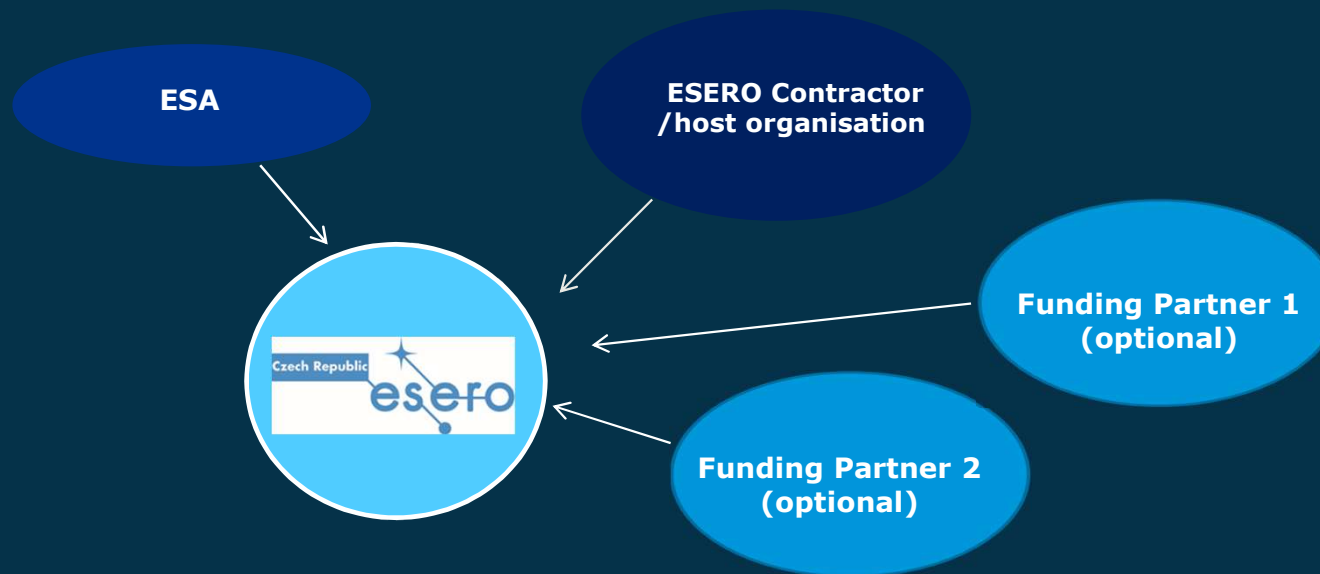 ESA
ESERO Contractor
/host organisation
Funding Partner 1
(optional)
Czech Republic
esero
Funding Partner 2
(optional)